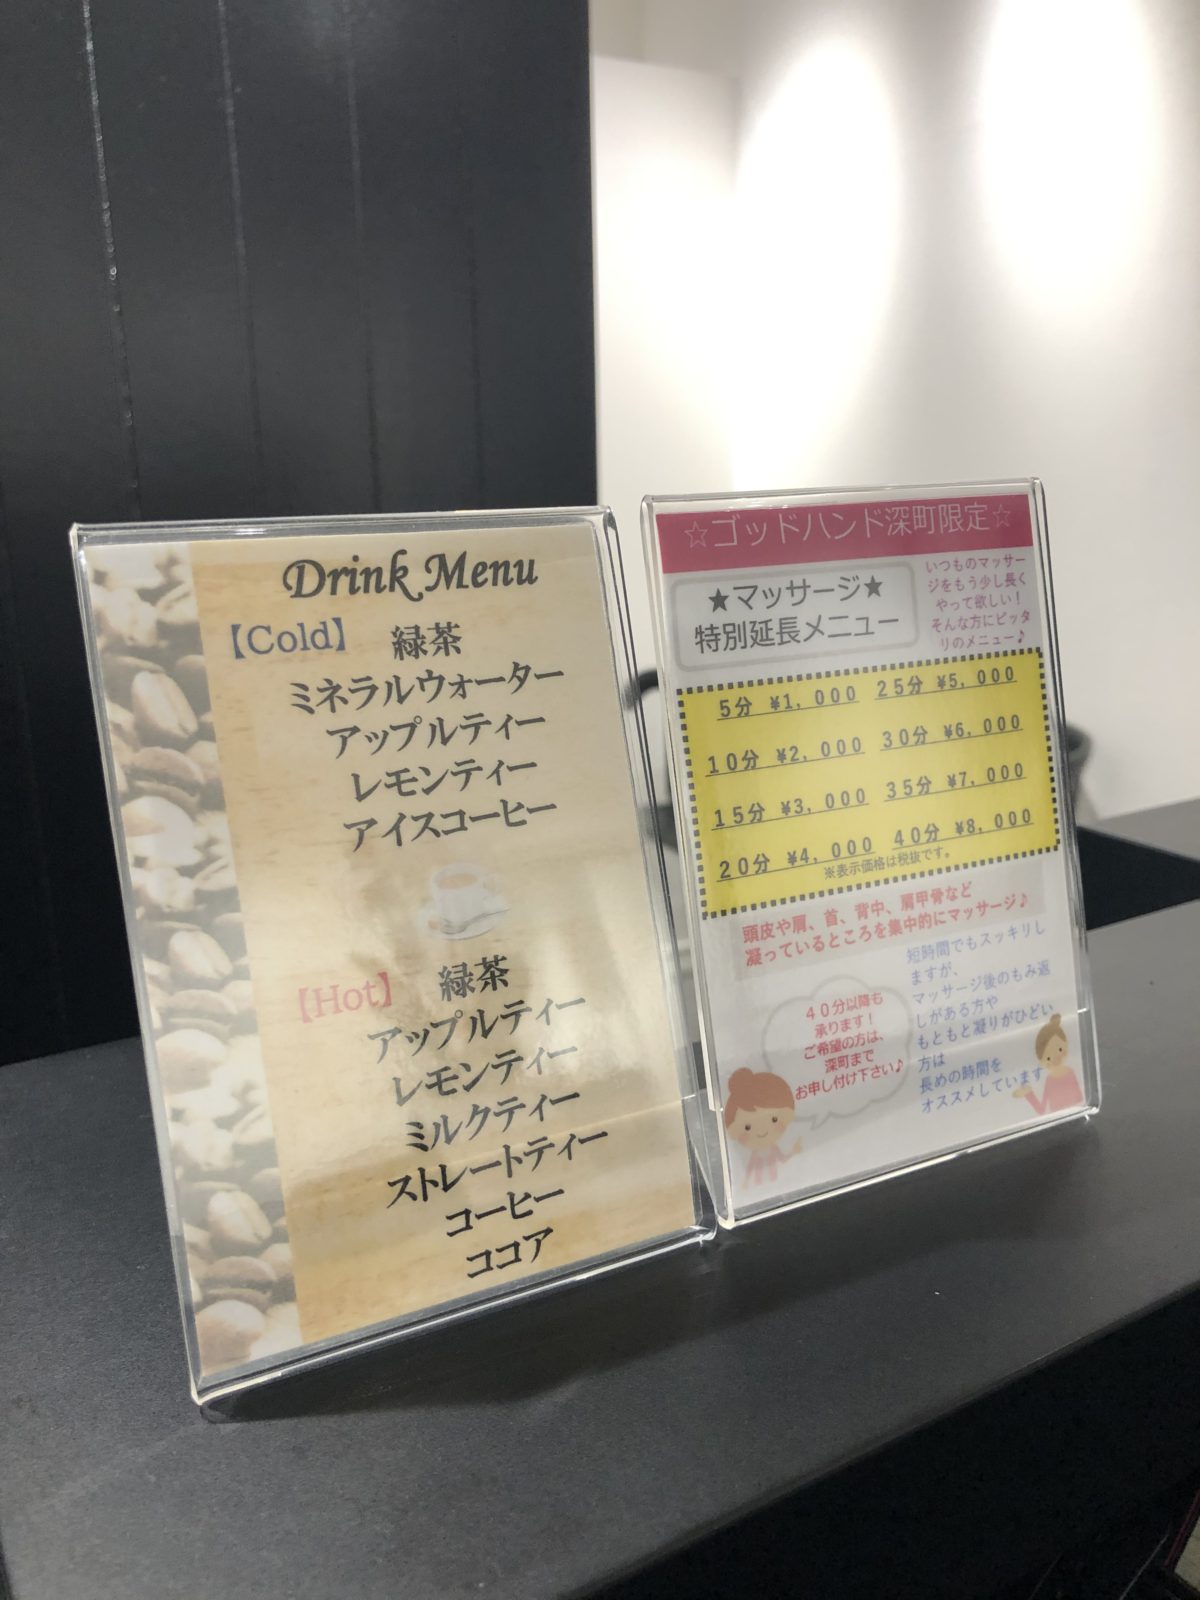 Drink Menu
【Cold】 緑茶
ミネラルウォーター
アップルティー
レモンティー
アイスコーヒー
【Hot】 緑茶
アップルティー
レモンティー
ミルクティー
ストレートティー
コーヒー
ココア
☆ゴッドハンド深町限定☆
★マッサージ★
特別延長メニュー
いつものマッサー
ジをもう少し長く
やって欲しい！
そんな方にピッタ
リのメニュー♪
5分 ¥1,000 25分 ¥5,000
10分 ¥2,000 30分 ¥6,000
15分 ¥3,000 35分 ¥7,000
20分 ¥4,000 40分 ¥8,000
※表示価格は税抜です。
頭皮や肩、首、背中、肩甲骨など
凝っているところを集中的にマッサージ♪
40分以降も
承ります！
ご希望の方は、
深町まで
お申し付け下さい♪
短時間でもスッキリし
ますが、
マッサージ後のもみ返
しがある方や
もともと凝りがひどい
方は
長めの時間を
オススメしています